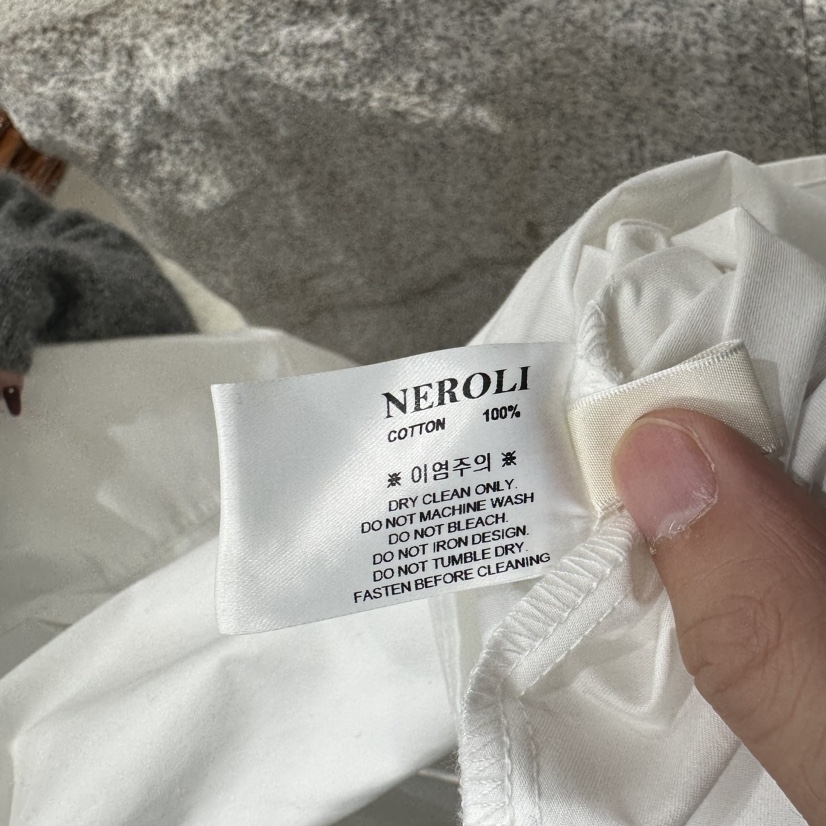 NEROLI
COTTON 100%
※ 이염주의 ※
DRY CLEAN ONLY.
DO NOT MACHINE WASH
DO NOT BLEACH.
DO NOT IRON DESIGN.
DO NOT TUMBLE DRY.
FASTEN BEFORE CLEANING